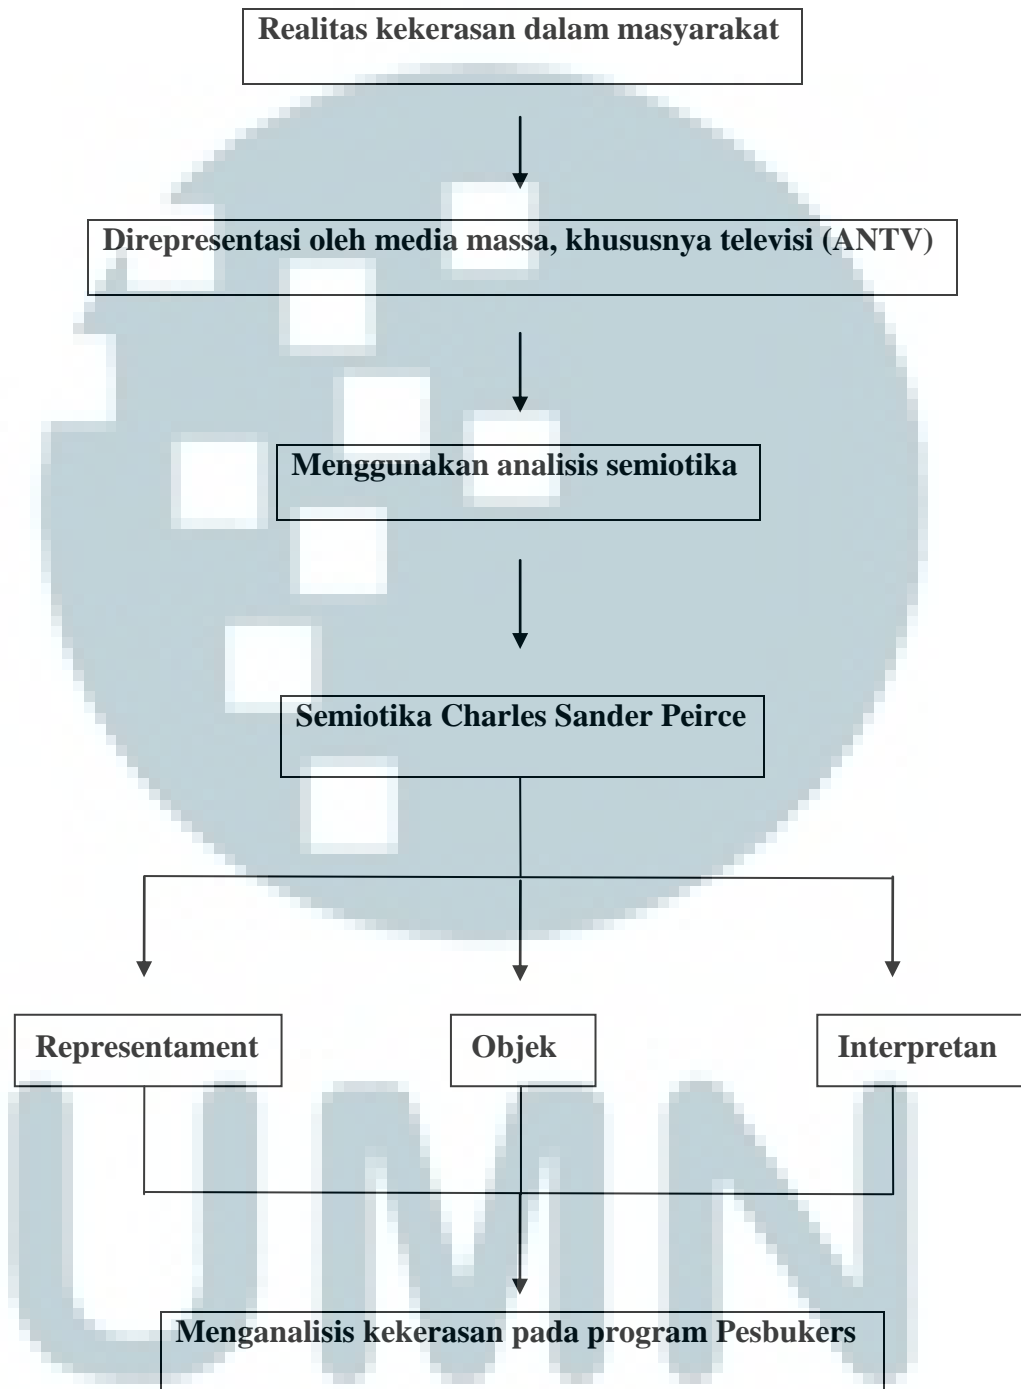 Realitas kekerasan dalam masyarakat
Direpresentasi oleh media massa, khususnya televisi (ANTV)
Menggunakan analisis semiotika
Semiotika Charles Sander Peirce
Representament
Objek
Interpretan
UMN
Menganalisis kekerasan pada program Pesbukers